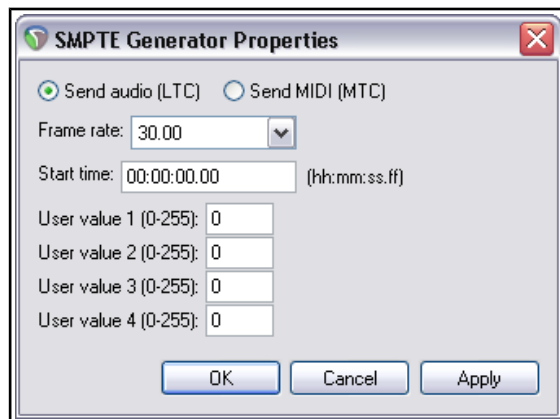 SMPTE Generator Properties
Send audio (LTC) Send MIDI (MTC)
Frame rate: 30.00
Start time: 00:00:00.00 (hh:mm:ss.ff)
User value 1 (0-255): 0
User value 2 (0-255): 0
User value 3 (0-255): 0
User value 4 (0-255): 0
OK Cancel Apply